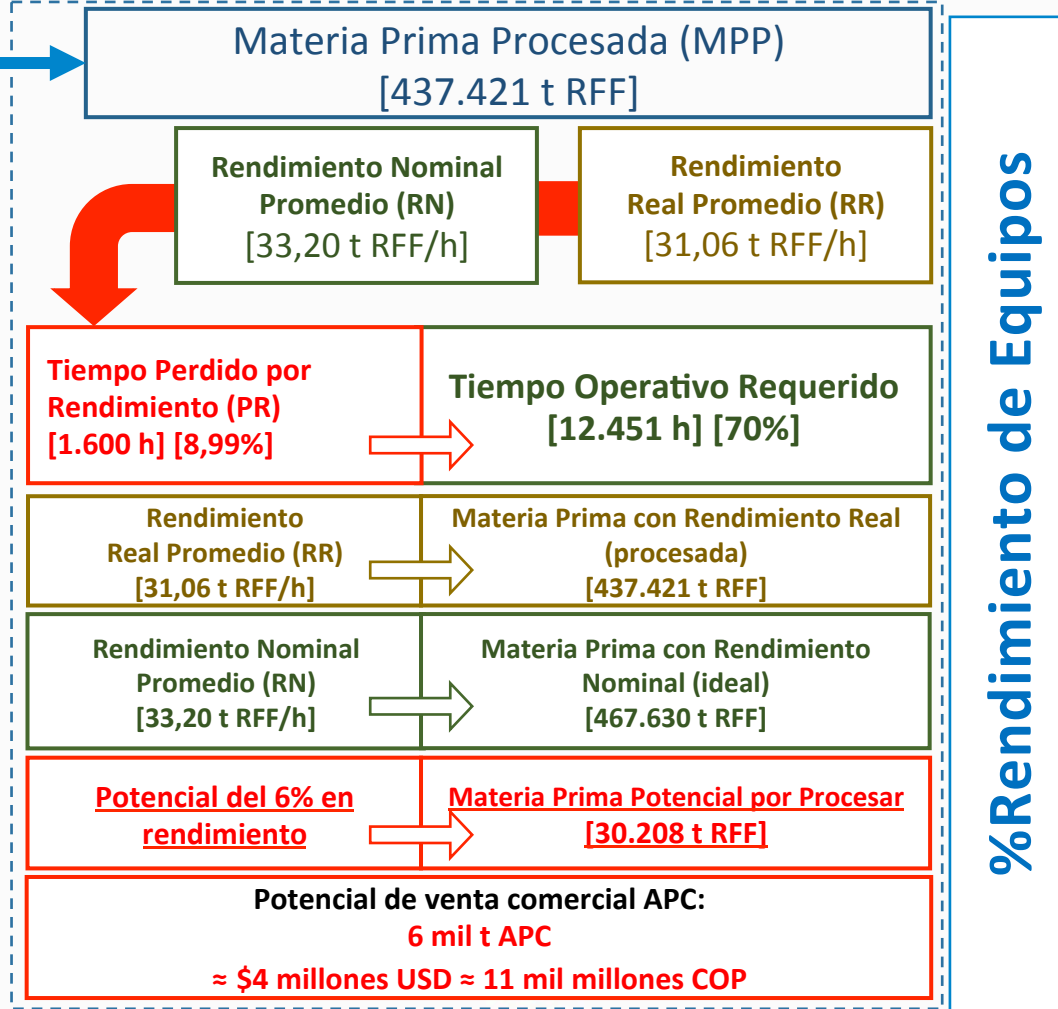 Materia Prima Procesada (MPP)
[437.421 t RFF]
Rendimiento Nominal
Promedio (RN)
[33,20 t RFF/h]
Rendimiento
Real Promedio (RR)
[31,06 t RFF/h]
Tiempo Perdido por
Rendimiento (PR)
[1.600 h] [8,99%]
Tiempo Operativo Requerido
[12.451 h] [70%]
Rendimiento
Real Promedio (RR)
[31,06 t RFF/h]
Materia Prima con Rendimiento Real
(procesada)
[437.421 t RFF]
Rendimiento Nominal
Promedio (RN)
[33,20 t RFF/h]
Materia Prima con Rendimiento
Nominal (ideal)
[467.630 t RFF]
Potencial del 6% en
rendimiento
Materia Prima Potencial por Procesar
[30.208 t RFF]
Potencial de venta comercial APC:
6 mil t APC
≈ $4 millones USD ≈ 11 mil millones COP
%Rendimiento de Equipos